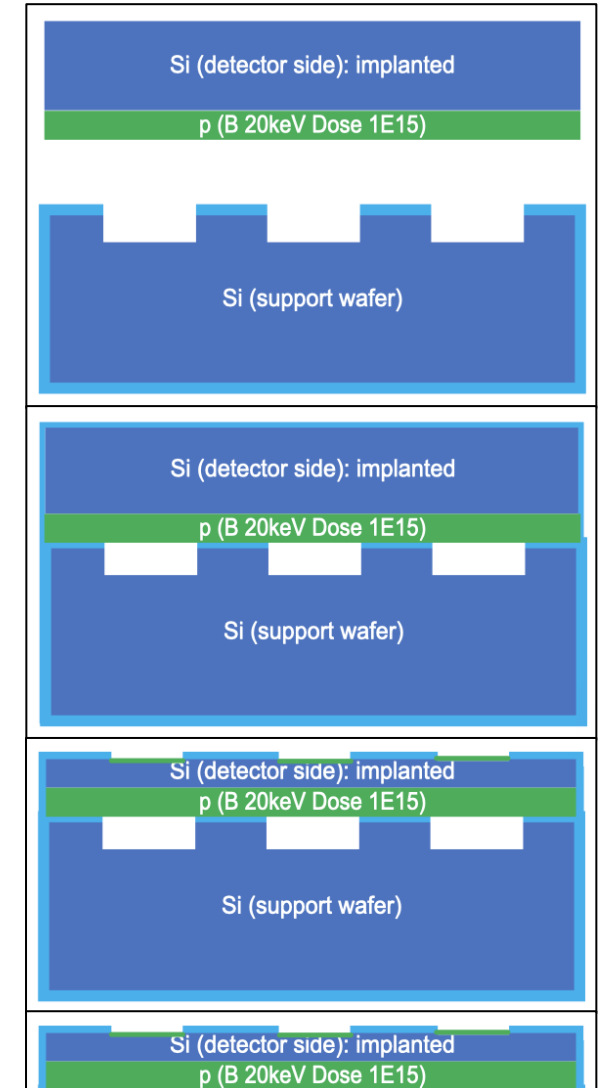 Si (detector side): implanted
p (B 20keV Dose 1E15)
Si (support wafer)
Si (detector side): implanted
p (B 20keV Dose 1E15)
Si (support wafer)
Si (detector side): implanted
p (B 20keV Dose 1E15)
Si (support wafer)
Si (detector side): implanted
p (B 20keV Dose 1E15)